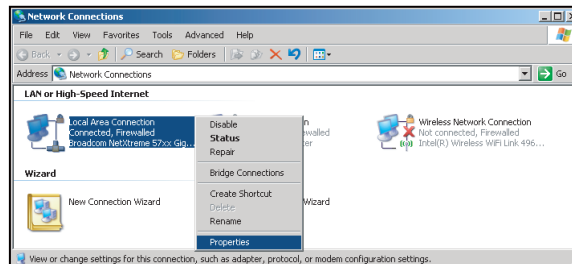 Network Connections
File Edit View Favorites Tools Advanced Help
Back Search Folders
Address Network Connections Go
LAN or High-Speed Internet
Local Area Connection
Connected, Firewalled
Broadcom NetXtreme 57xx Gig...
Disable
Status
Repair
Bridge Connections
Create Shortcut
Delete
Rename
Properties
Wireless Network Connection
Not connected, Firewalled
Intel(R) Wireless WiFi Link 496...
Wizard
New Connection Wizard
Wizard
View or change settings for this connection, such as adapter, protocol, or modem configuration settings.